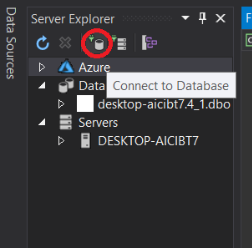 Data Sources
Server Explorer
Azure
Data
Connect to Database
desktop-aicibt7.4_1.dbo
Servers
DESKTOP-AICIBT7